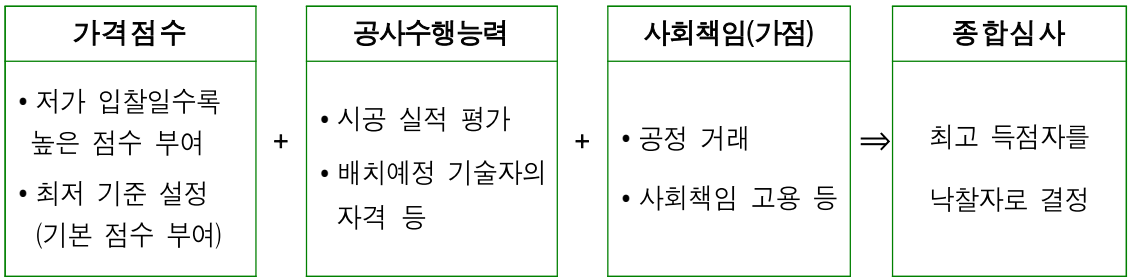 가격점수
• 저가 입찰일수록
높은 점수 부여
• 최저 기준 설정
(기본 점수 부여)
+
공사수행능력
• 시공 실적 평가
• 배치예정 기술자의
자격 등
+
사회책임(가점)
• 공정 거래
• 사회책임 고용 등
⇒
종합심사
최고 득점자를
낙찰자로 결정